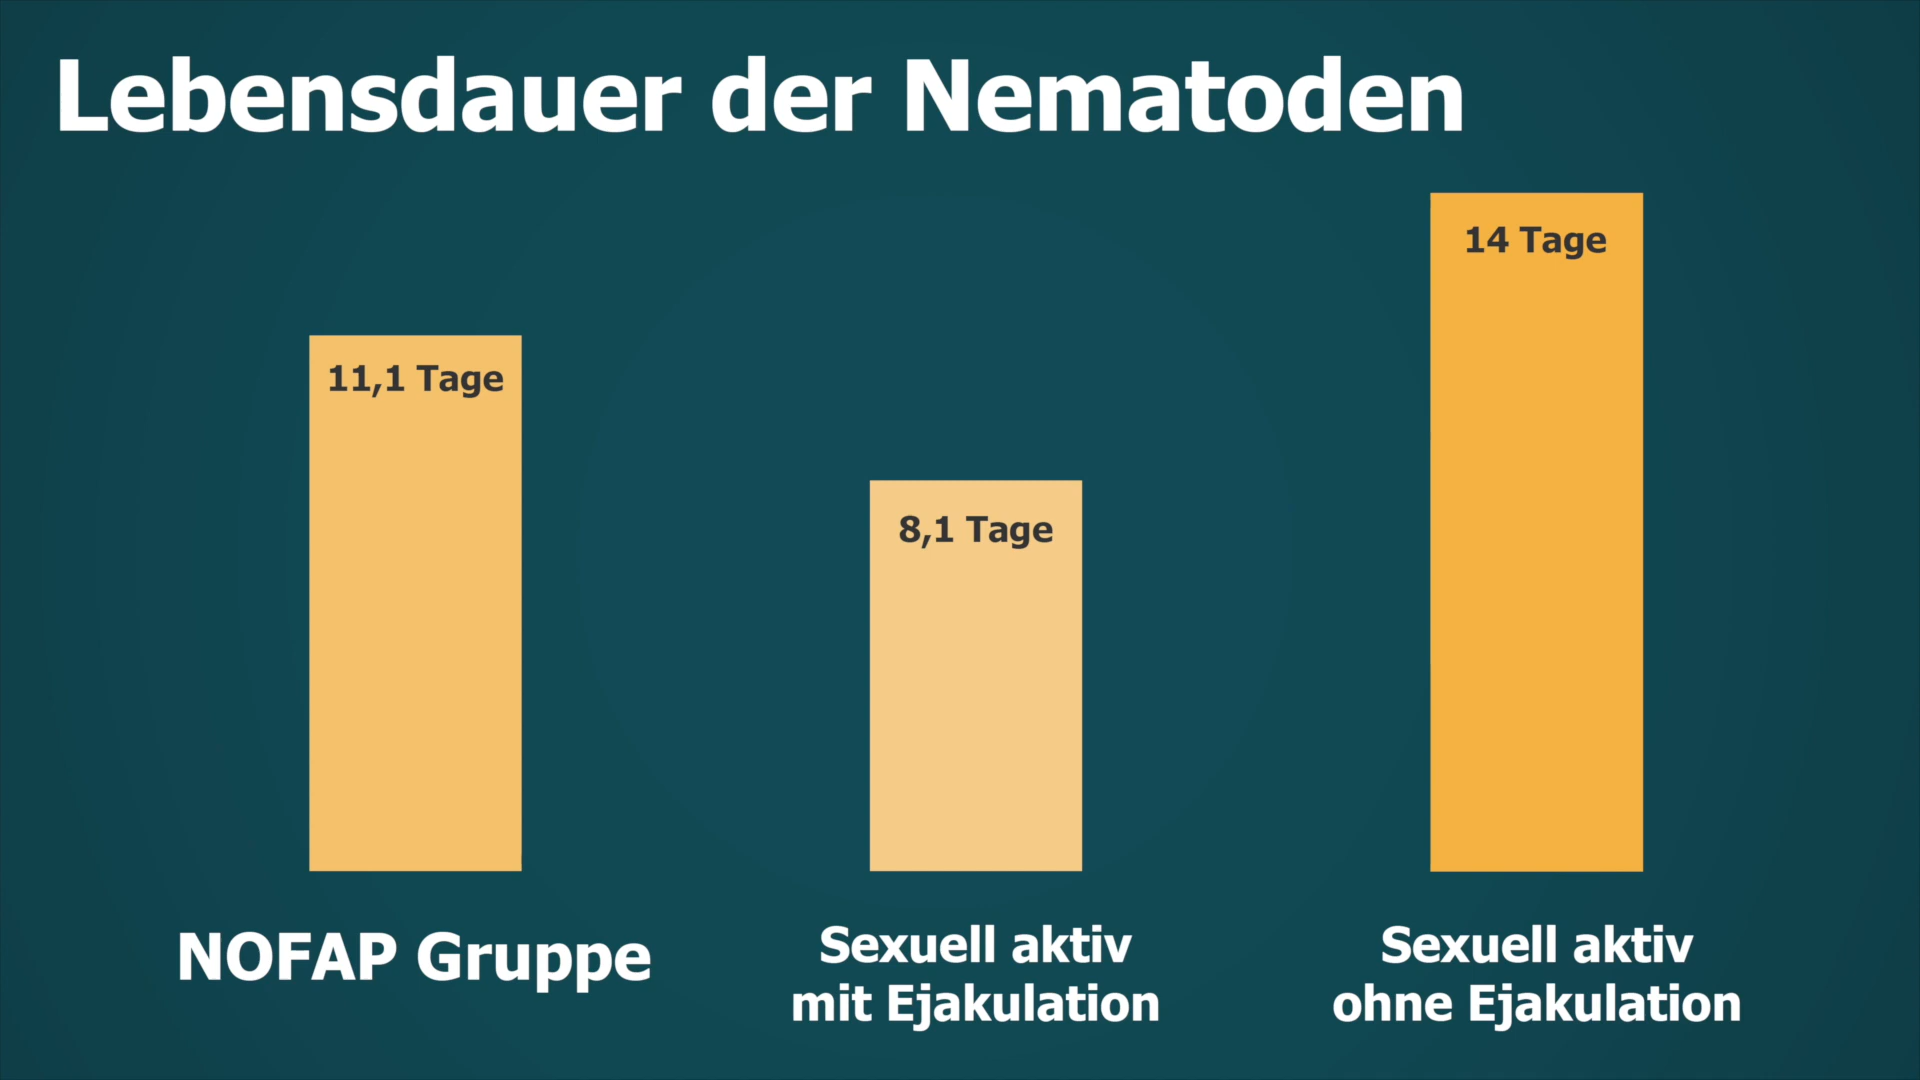 Lebensdauer der Nematoden
11,1 Tage
8,1 Tage
14 Tage
NOFAP Gruppe
Sexuell aktiv
mit Ejakulation
Sexuell aktiv
ohne Ejakulation